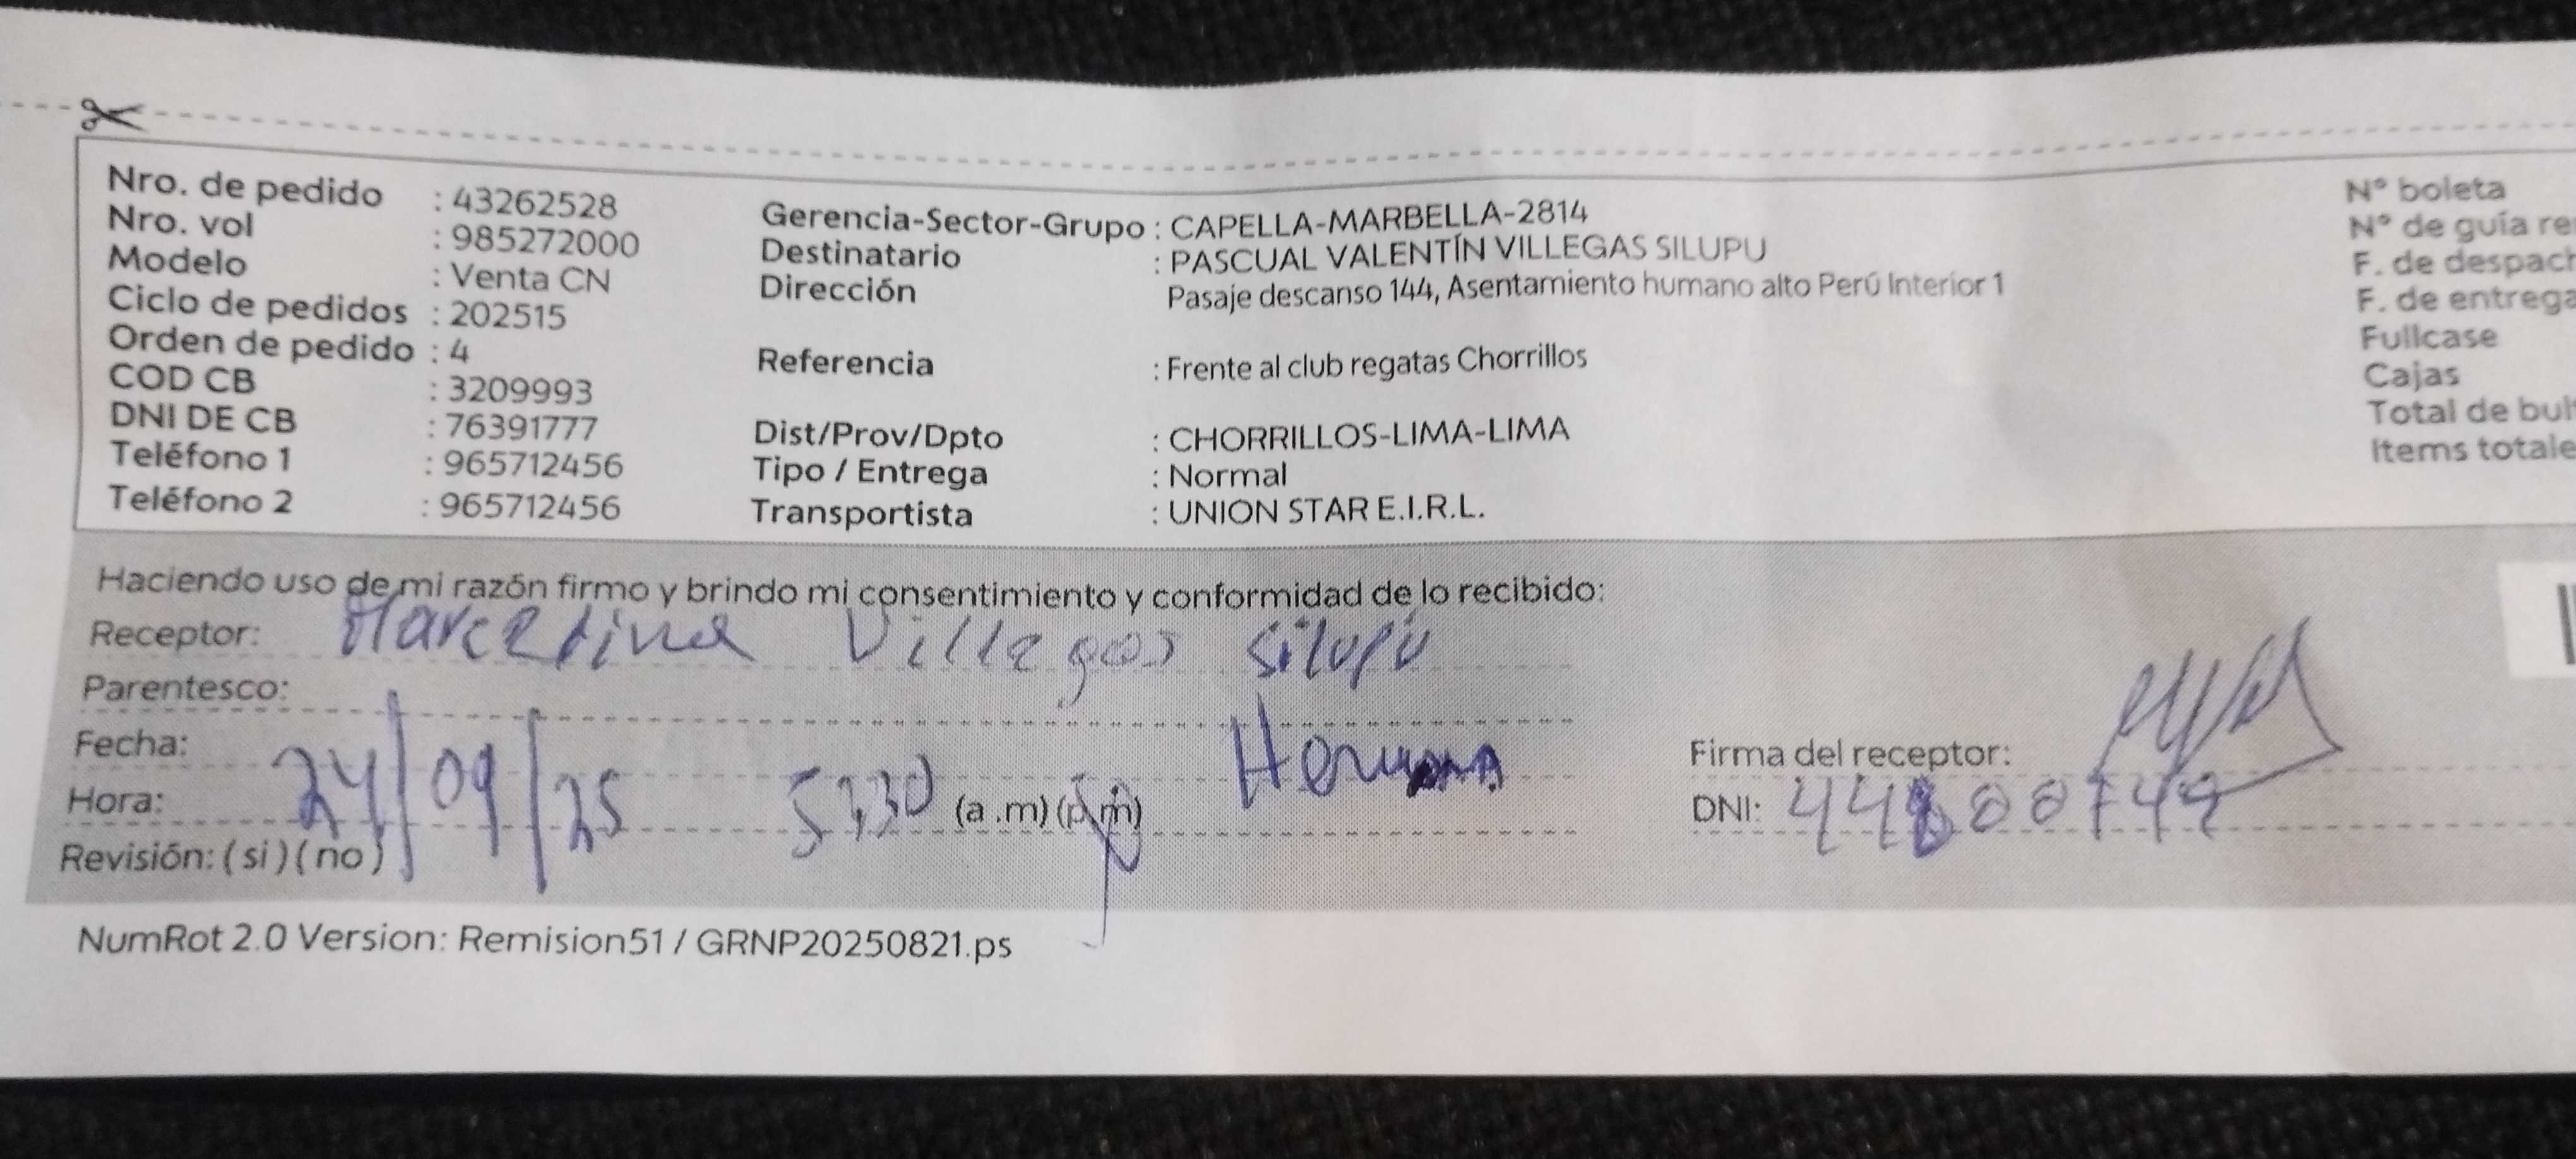 Nro. de pedido : 43262528
Nro. vol : 985272000
Modelo : Venta CN
Ciclo de pedidos : 202515
Orden de pedido : 4
COD CB : 3209993
DNI DE CB : 76391777
Teléfono 1 : 965712456
Teléfono 2 : 965712456
Gerencia-Sector-Grupo : CAPELLA-MARBELLA-2814
Destinatario : PASCUAL VALENTÍN VILLEGAS SILUPU
Dirección Pasaje descanso 144, Asentamiento humano alto Perú Interior 1
Referencia : Frente al club regatas Chorrillos
Dist/Prov/Dpto : CHORRILLOS-LIMA-LIMA
Tipo / Entrega : Normal
Transportista : UNION STAR E.I.R.L.
N° boleta
N° de guía
F. de
F. de entrega
Fullcase
Cajas
Total de
Items
Haciendo uso de mi razón firmo y brindo mi consentimiento y conformidad de lo recibido:
Receptor: Villegas Silupú
Parentesco: Hermana
Fecha: 24/09/25
Hora: 5:30 (a .m) (p.m)
Revisión: ( si ) ( no )
Firma del receptor:
DNI:
NumRot 2.0 Version: Remision51 / GRNP20250821.ps